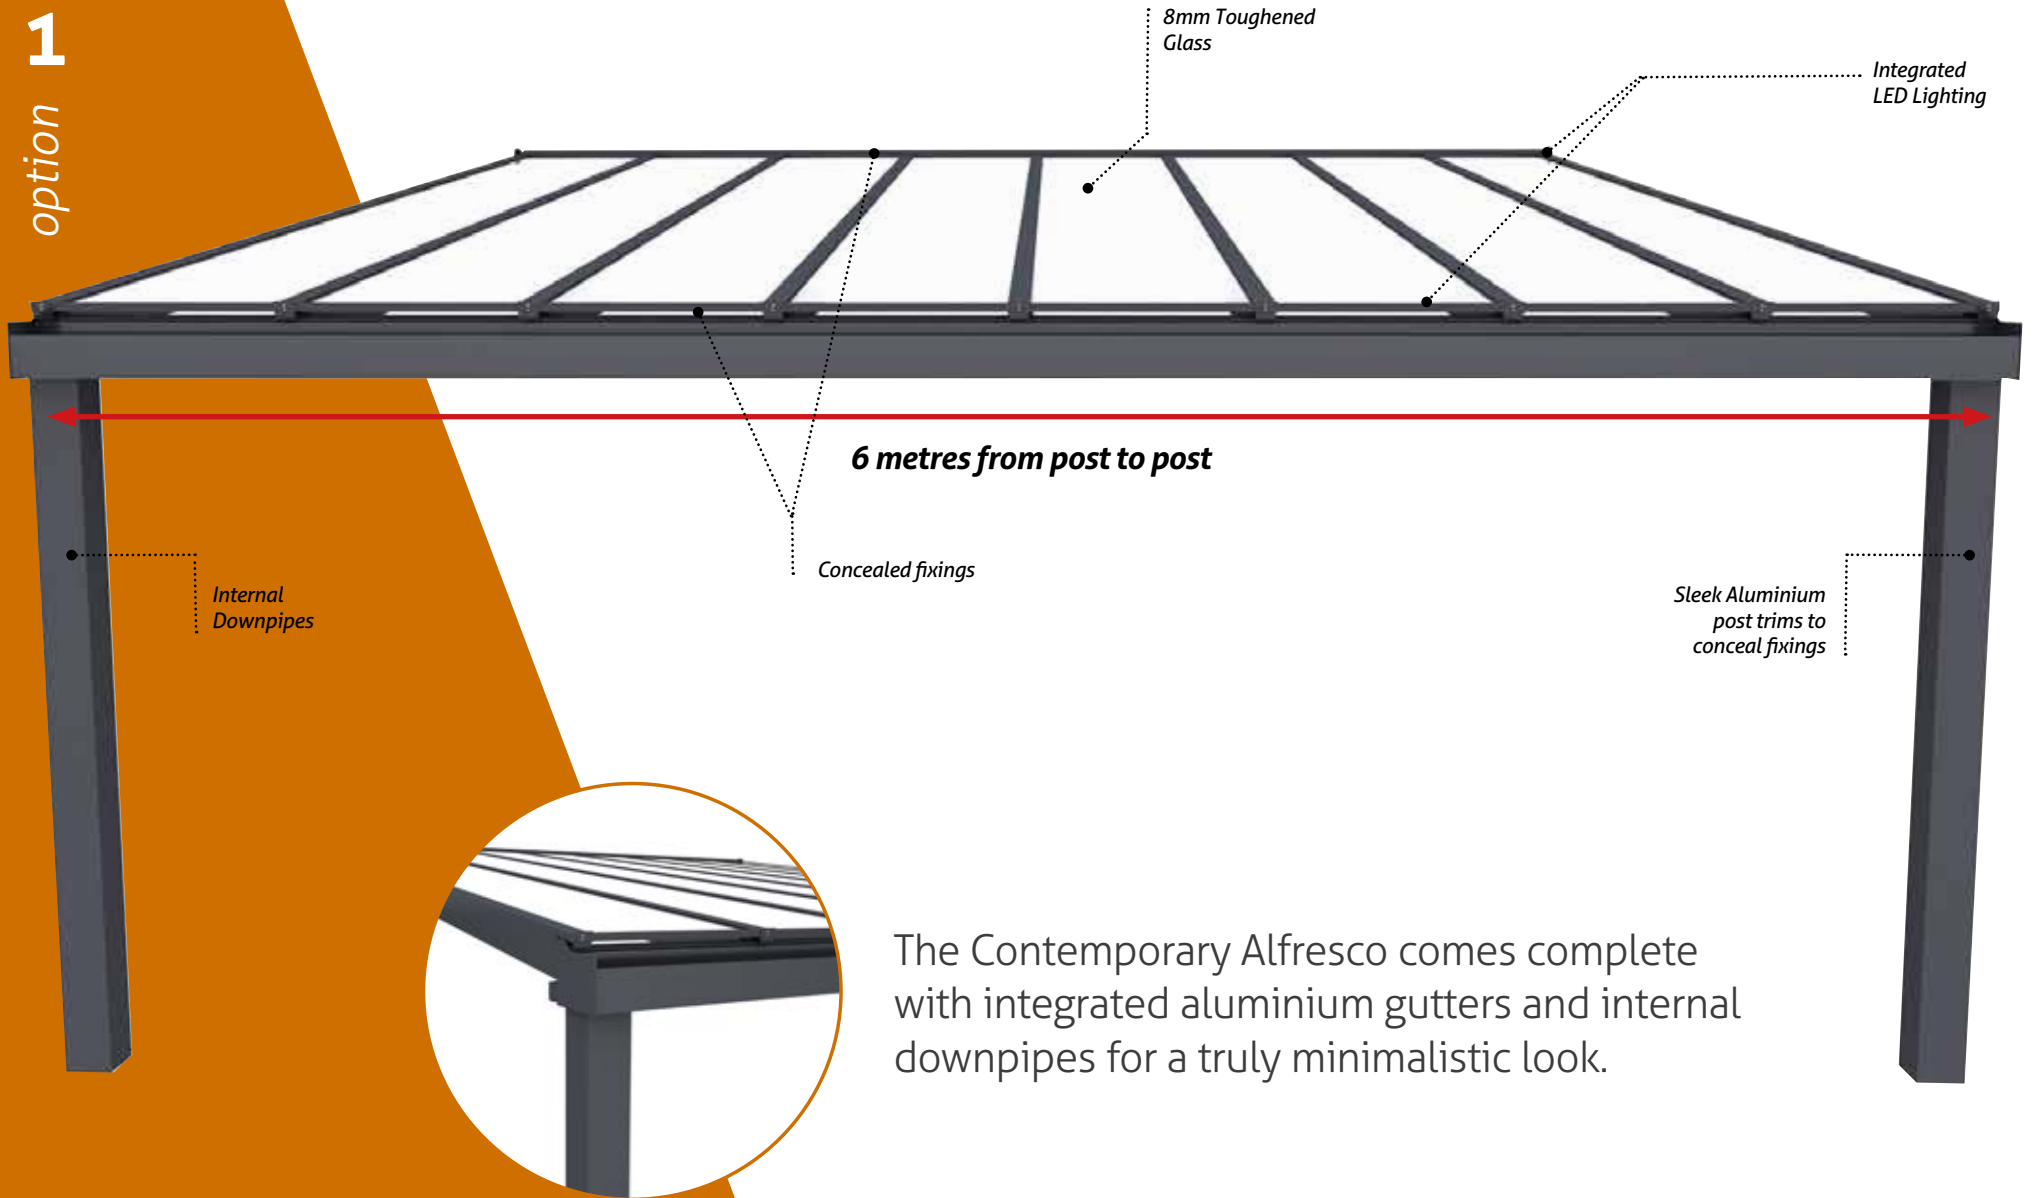 option 1
8mm Toughened
Glass
Integrated
LED Lighting
6 metres from post to post
Concealed fixings
Internal
Downpipes
Sleek Aluminium
post trims to
conceal fixings
The Contemporary Alfresco comes complete
with integrated aluminium gutters and internal
downpipes for a truly minimalistic look.